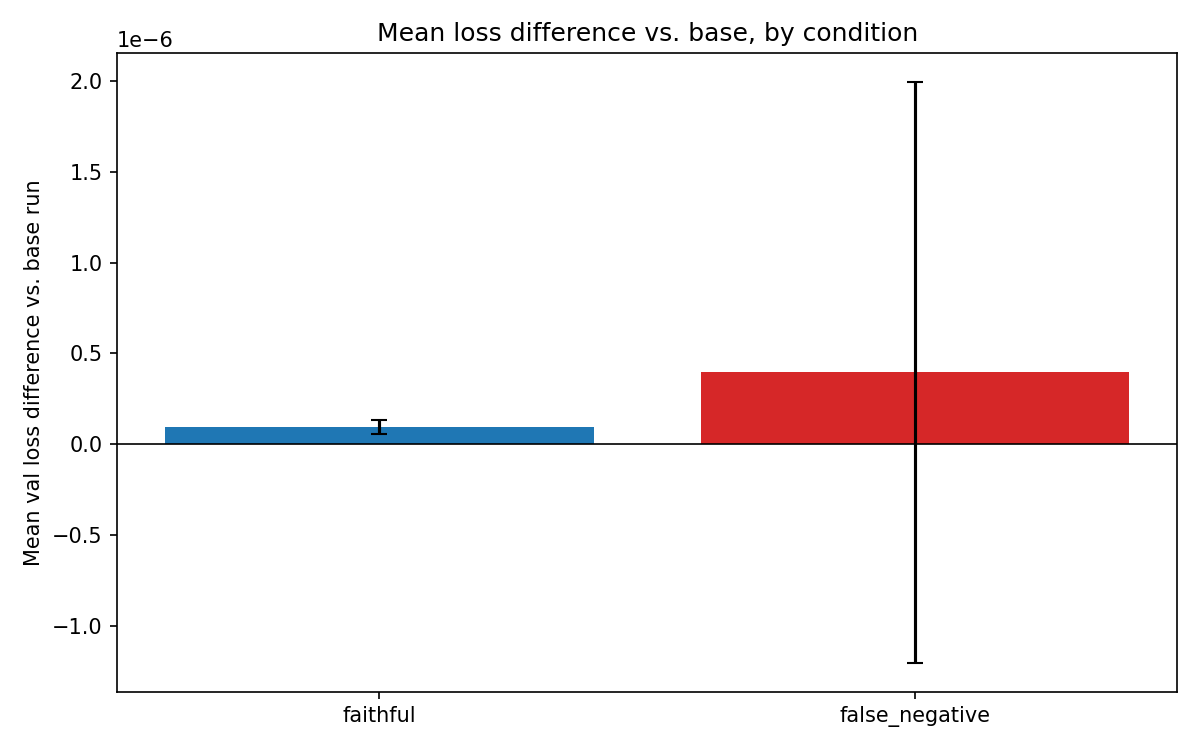 Mean loss difference vs. base, by condition
1e−6
2.0
1.5
1.0
0.5
0.0
−0.5
−1.0
Mean val loss difference vs. base run
faithful
false_negative